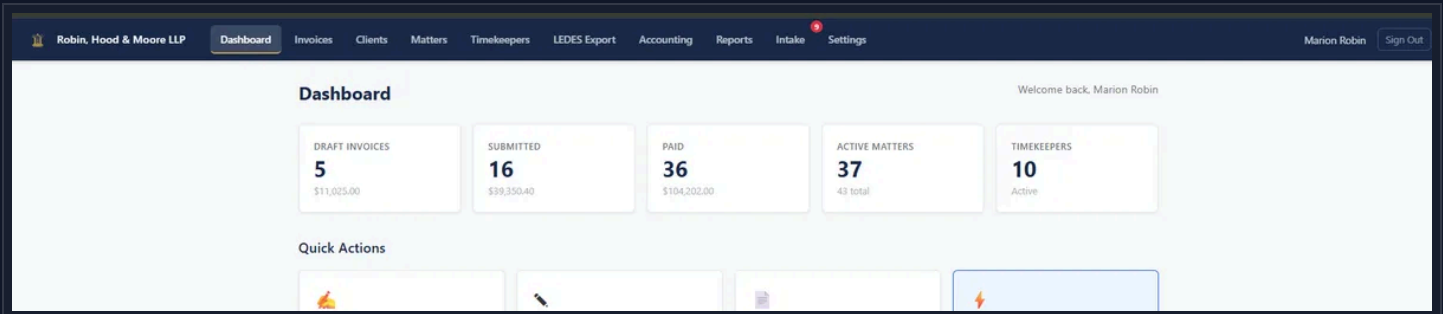 Robin, Hood & Moore LLP Dashboard Invoices Clients Matters Timekeepers LEDES Export Accounting Reports Intake 9 Settings Marion Robin Sign Out
Dashboard
Welcome back, Marion Robin
DRAFT INVOICES
5
$11,025.00
SUBMITTED
16
$39,350.40
PAID
36
$104,202.00
ACTIVE MATTERS
37
43 total
TIMEKEEPERS
10
Active
Quick Actions